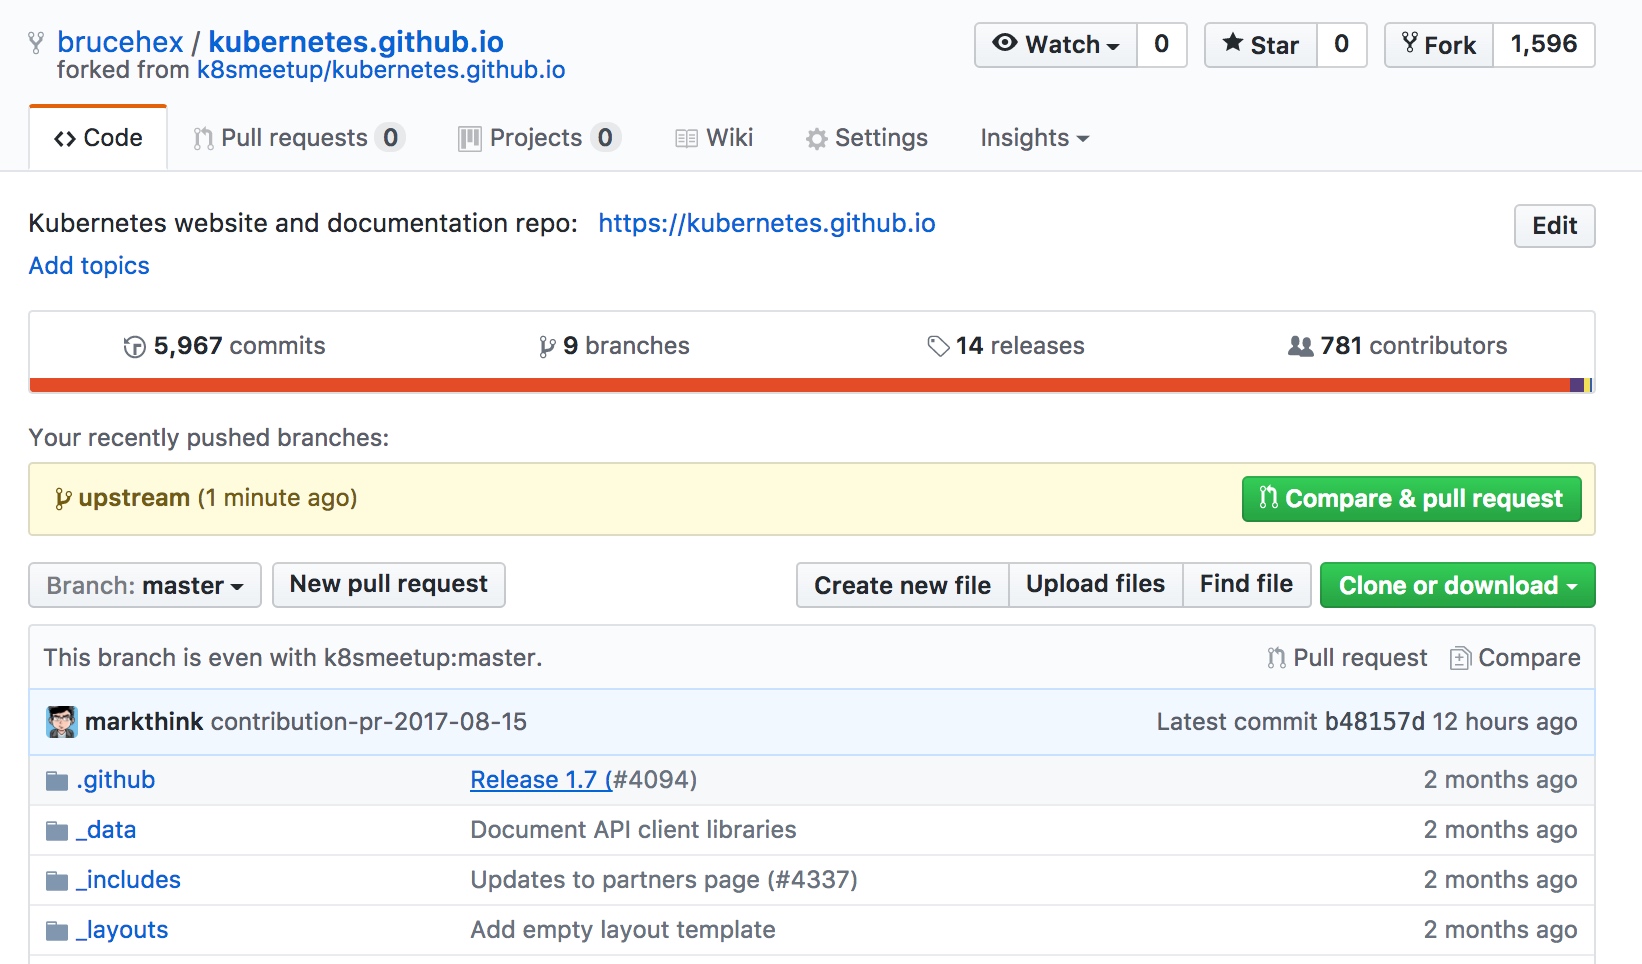 brucehex / kubernetes.github.io
forked from k8smeetup/kubernetes.github.io
Watch 0 Star 0 Fork 1,596
Code Pull requests 0 Projects 0 Wiki Settings Insights
Kubernetes website and documentation repo: https://kubernetes.github.io
Edit
Add topics
5,967 commits 9 branches 14 releases 781 contributors
Your recently pushed branches:
upstream (1 minute ago) Compare & pull request
Branch: master New pull request Create new file Upload files Find file Clone or download
This branch is even with k8smeetup:master. Pull request Compare
markthink contribution-pr-2017-08-15 Latest commit b48157d 12 hours ago
.github Release 1.7 (#4094) 2 months ago
_data Document API client libraries 2 months ago
_includes Updates to partners page (#4337) 2 months ago
_layouts Add empty layout template 2 months ago